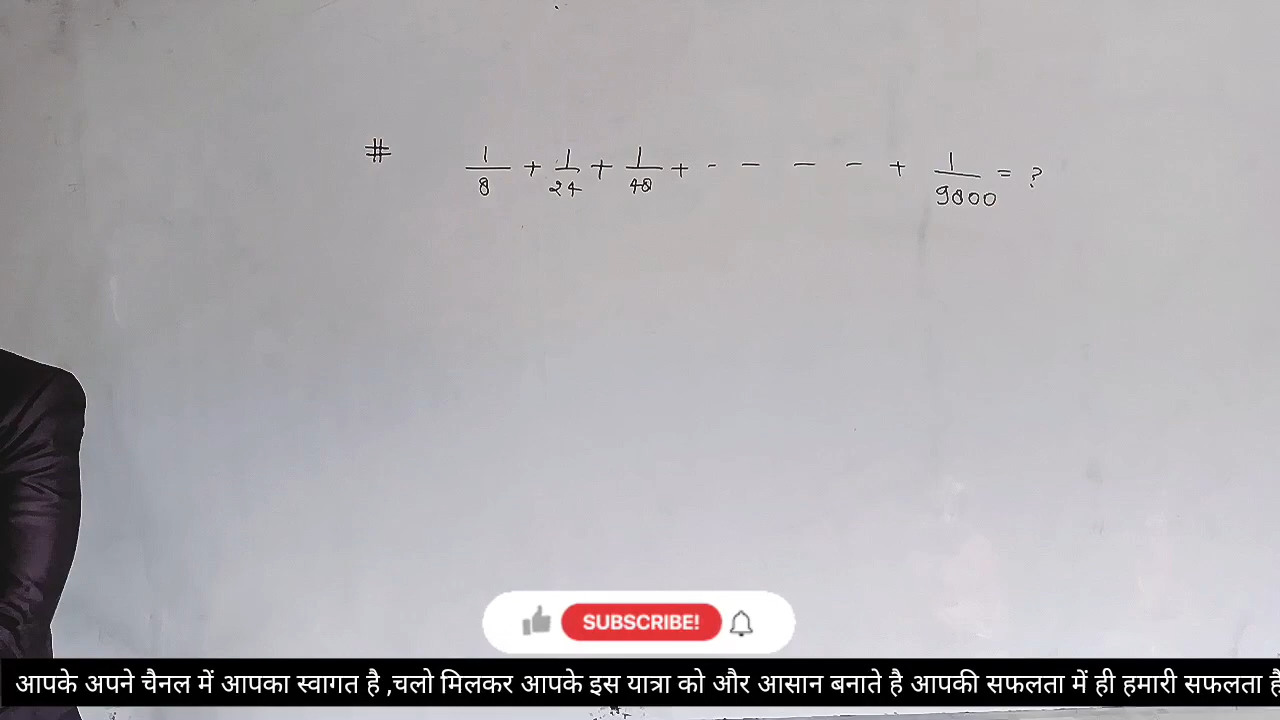 # 1/8 + 1/24 + 1/48 + - - - - + 1/9800 = ?
SUBSCRIBE!
आपके अपने चैनल में आपका स्वागत है ,चलो मिलकर आपके इस यात्रा को और आसान बनाते है आपकी सफलता में ही हमारी सफलता है